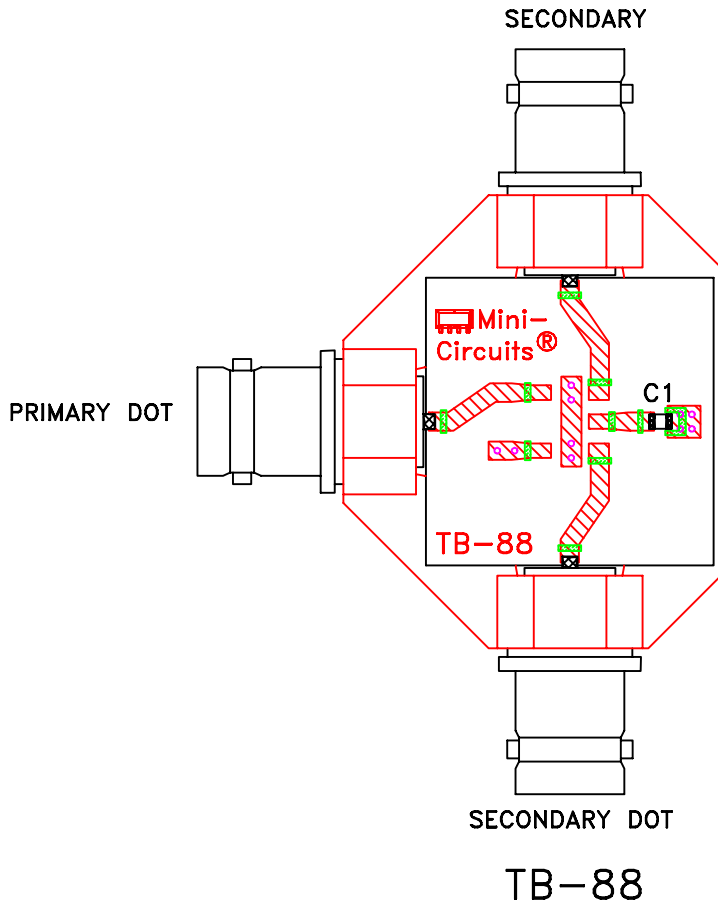 SECONDARY
Mini-
Circuits®
C1
PRIMARY DOT
TB-88
SECONDARY DOT
TB-88